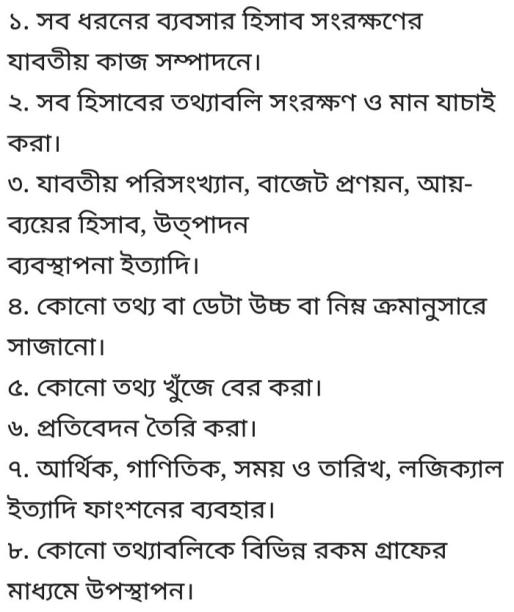 ১. সব ধরনের ব্যবসার হিসাব সংরক্ষণের
যাবতীয় কাজ সম্পাদনে।
২. সব হিসাবের তথ্যাবলি সংরক্ষণ ও মান যাচাই
করা।
৩. যাবতীয় পরিসংখ্যান, বাজেট প্রণয়ন, আয়-
ব্যয়ের হিসাব, উত্পাদন
ব্যবস্থাপনা ইত্যাদি।
৪. কোনো তথ্য বা ডেটা উচ্চ বা নিম্ন ক্রমানুসারে
সাজানো।
৫. কোনো তথ্য খুঁজে বের করা।
৬. প্রতিবেদন তৈরি করা।
৭. আর্থিক, গাণিতিক, সময় ও তারিখ, লজিক্যাল
ইত্যাদি ফাংশনের ব্যবহার।
৮. কোনো তথ্যাবলিকে বিভিন্ন রকম গ্রাফের
মাধ্যমে উপস্থাপন।